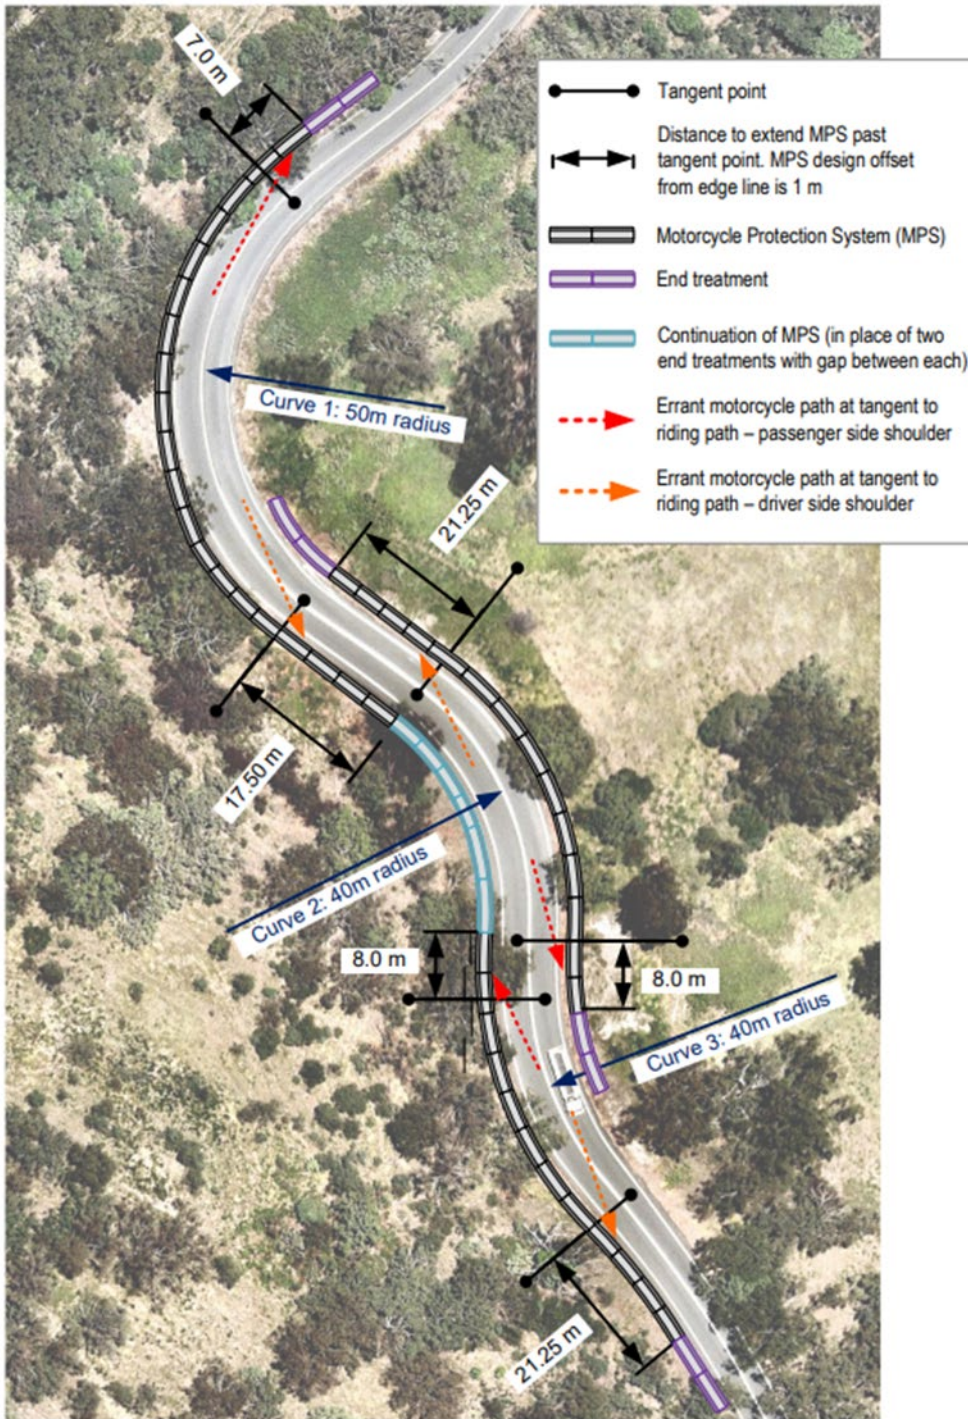 7.0 m
Tangent point
Distance to extend MPS past
tangent point. MPS design offset
from edge line is 1 m
Motorcycle Protection System (MPS)
End treatment
Continuation of MPS (in place of two
end treatments with gap between each)
Errant motorcycle path at tangent to
riding path – passenger side shoulder
Errant motorcycle path at tangent to
riding path – driver side shoulder
Curve 1: 50m radius
21.25 m
17.50 m
Curve 2: 40m radius
8.0 m
8.0 m
Curve 3: 40m radius
21.25 m